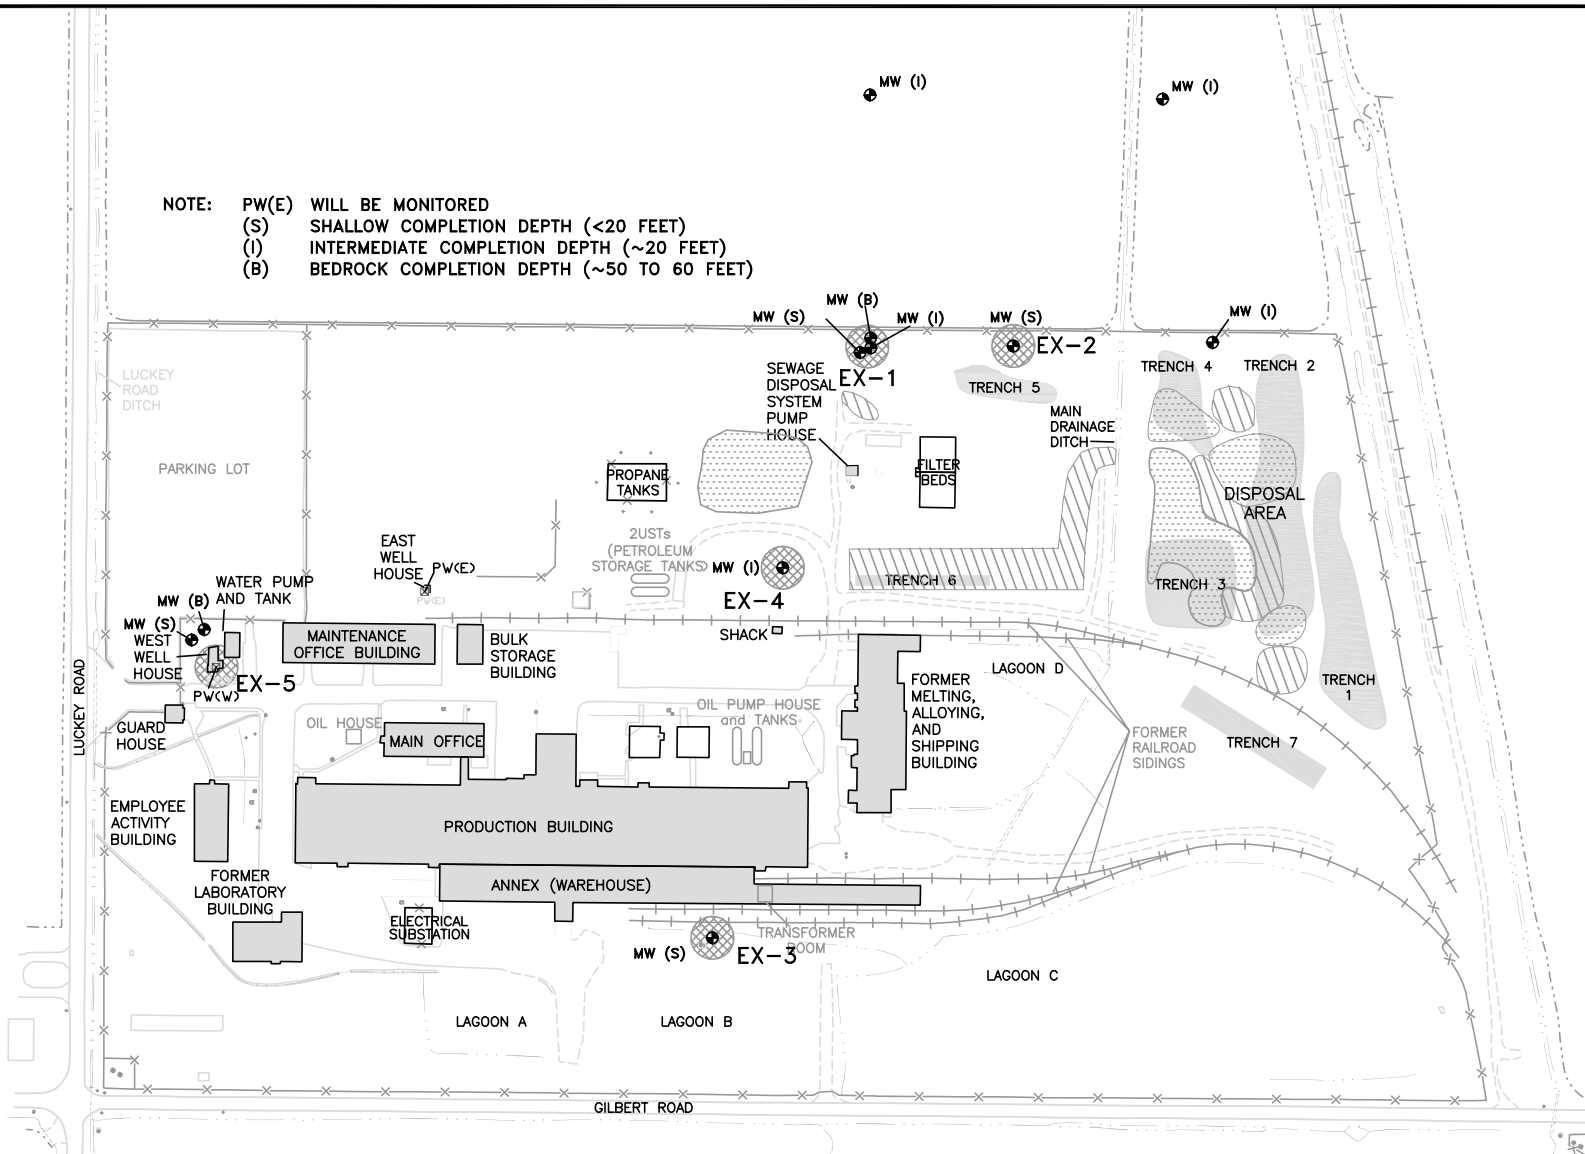 MW (I)
MW (I)
NOTE: PW(E) WILL BE MONITORED
(S) SHALLOW COMPLETION DEPTH (<20 FEET)
(I) INTERMEDIATE COMPLETION DEPTH (~20 FEET)
(B) BEDROCK COMPLETION DEPTH (~50 TO 60 FEET)
MW (B)
MW (S)
MW (I)
EX-1
MW (S)
EX-2
MW (I)
LUCKEY
ROAD
DITCH
SEWAGE
DISPOSAL
SYSTEM
PUMP
HOUSE
TRENCH 5
TRENCH 4
TRENCH 2
MAIN
DRAINAGE
DITCH
PARKING LOT
PROPANE
TANKS
FILTER
BEDS
DISPOSAL
AREA
2USTs
(PETROLEUM
STORAGE TANKS)
EAST
WELL
HOUSE
PW(E)
PW(E)
MW (I)
EX-4
TRENCH 6
TRENCH 3
WATER PUMP
AND TANK
MW (B)
MW (S)
WEST
WELL
HOUSE
PW(W)
EX-5
MAINTENANCE
OFFICE BUILDING
BULK
STORAGE
BUILDING
SHACK
LAGOON D
FORMER
MELTING,
ALLOYING,
AND
SHIPPING
BUILDING
TRENCH
1
LUCKEY ROAD
GUARD
HOUSE
OIL HOUSE
MAIN OFFICE
OIL PUMP HOUSE
and TANKS
FORMER
RAILROAD
SIDINGS
TRENCH 7
EMPLOYEE
ACTIVITY
BUILDING
PRODUCTION BUILDING
FORMER
LABORATORY
BUILDING
ANNEX (WAREHOUSE)
ELECTRICAL
SUBSTATION
TRANSFORMER
ROOM
MW (S)
EX-3
LAGOON C
LAGOON A
LAGOON B
GILBERT ROAD